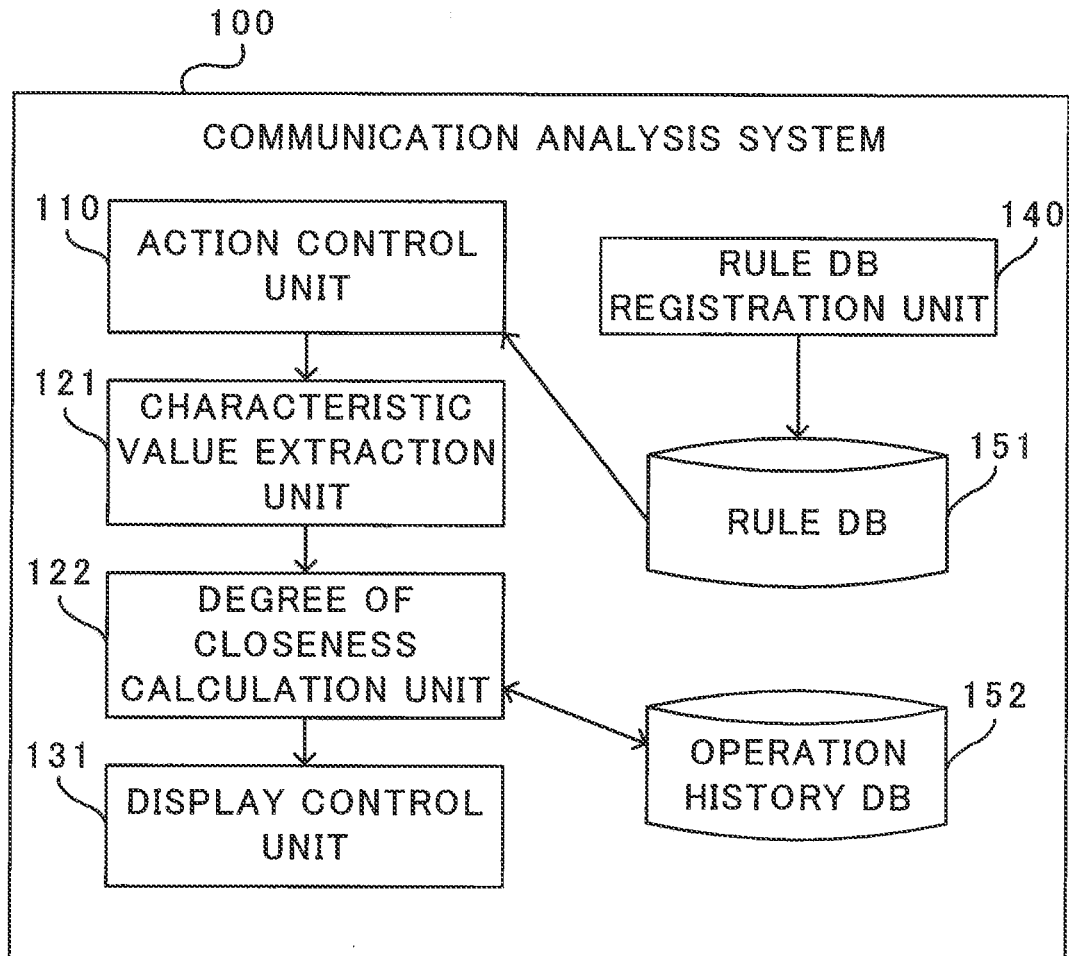 100
COMMUNICATION ANALYSIS SYSTEM
110
ACTION CONTROL
UNIT
140
RULE DB
REGISTRATION UNIT
121
CHARACTERISTIC
VALUE EXTRACTION
UNIT
151
RULE DB
122
DEGREE OF
CLOSENESS
CALCULATION UNIT
152
OPERATION
HISTORY DB
131
DISPLAY CONTROL
UNIT